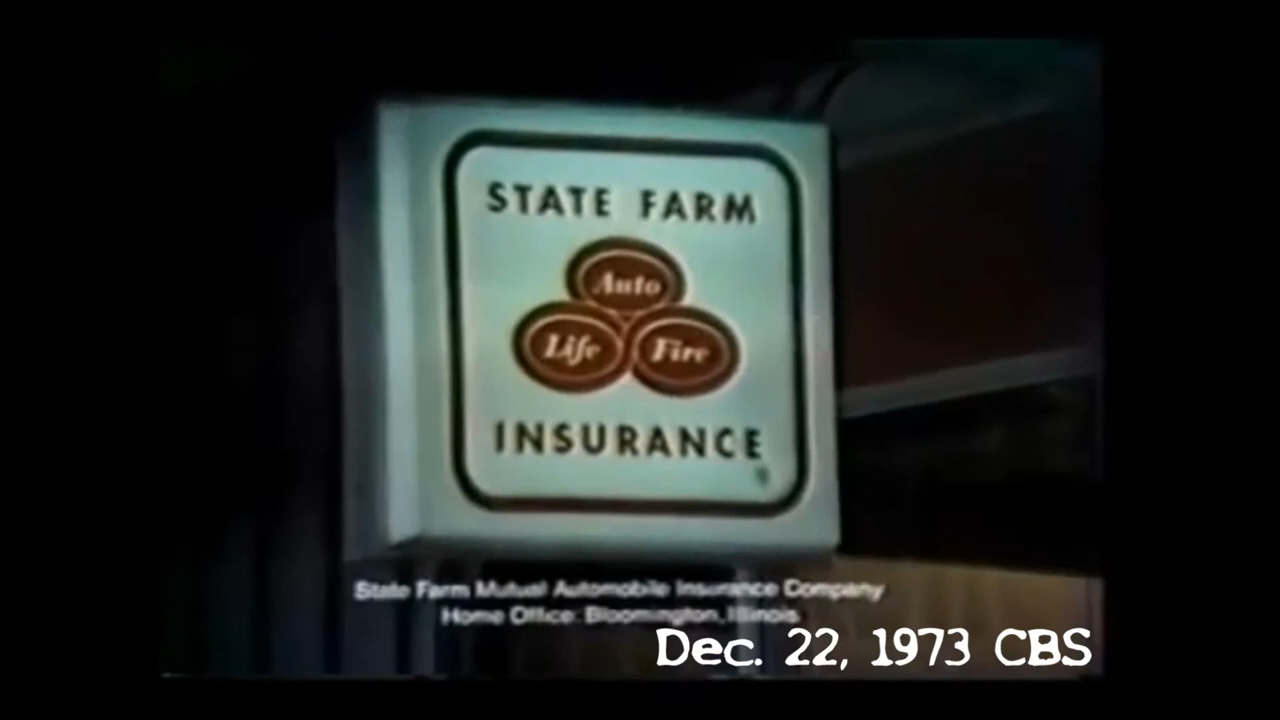 STATE FARM
Auto
Life Fire
INSURANCE
State Farm Mutual Automobile Insurance Company
Home Office: Bloomington, Illinois
Dec. 22, 1973 CBS